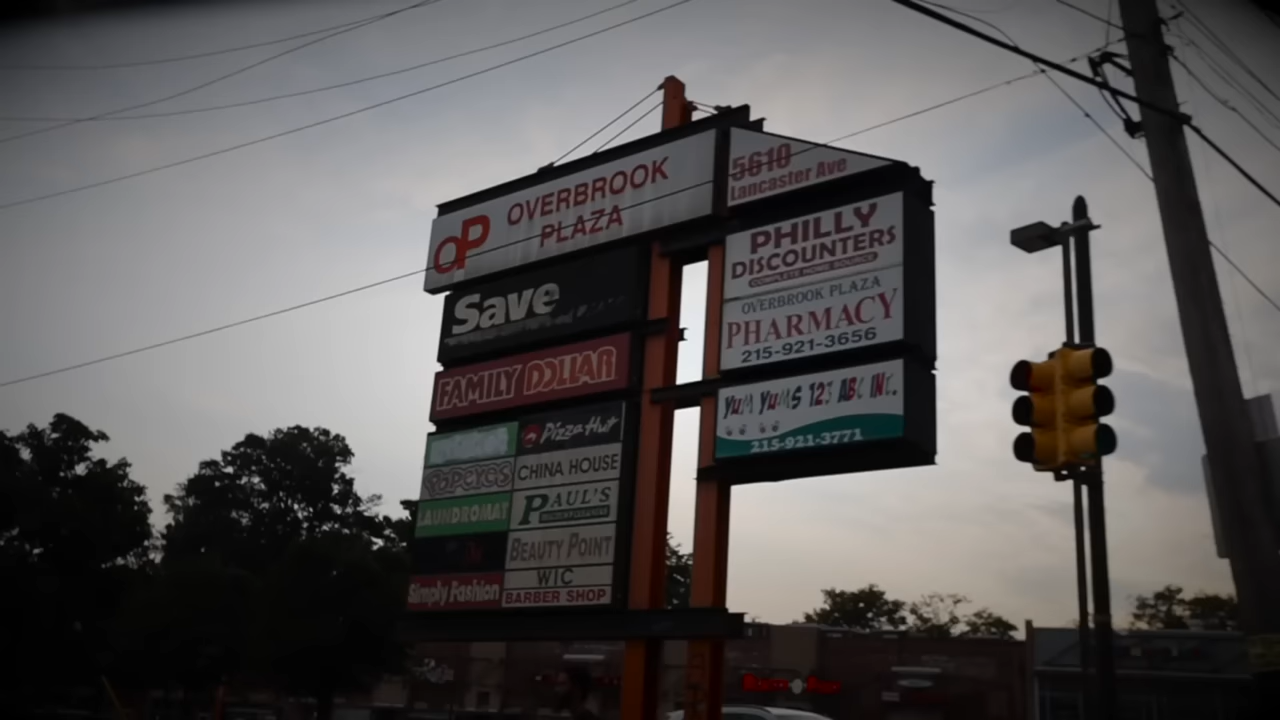 OVERBROOK
PLAZA
oP
5610
Lancaster Ave
Save
PHILLY
DISCOUNTERS
COMPLETE HOME SOURCE
OVERBROOK PLAZA
PHARMACY
215-921-3656
FAMILY DOLLAR
YUM YUMS 123 ABC INC.
215-921-3771
Pizza Hut
POPEYES
CHINA HOUSE
LAUNDROMAT
PAUL'S
BEAUTY POINT
WIC
Simply Fashion
BARBER SHOP